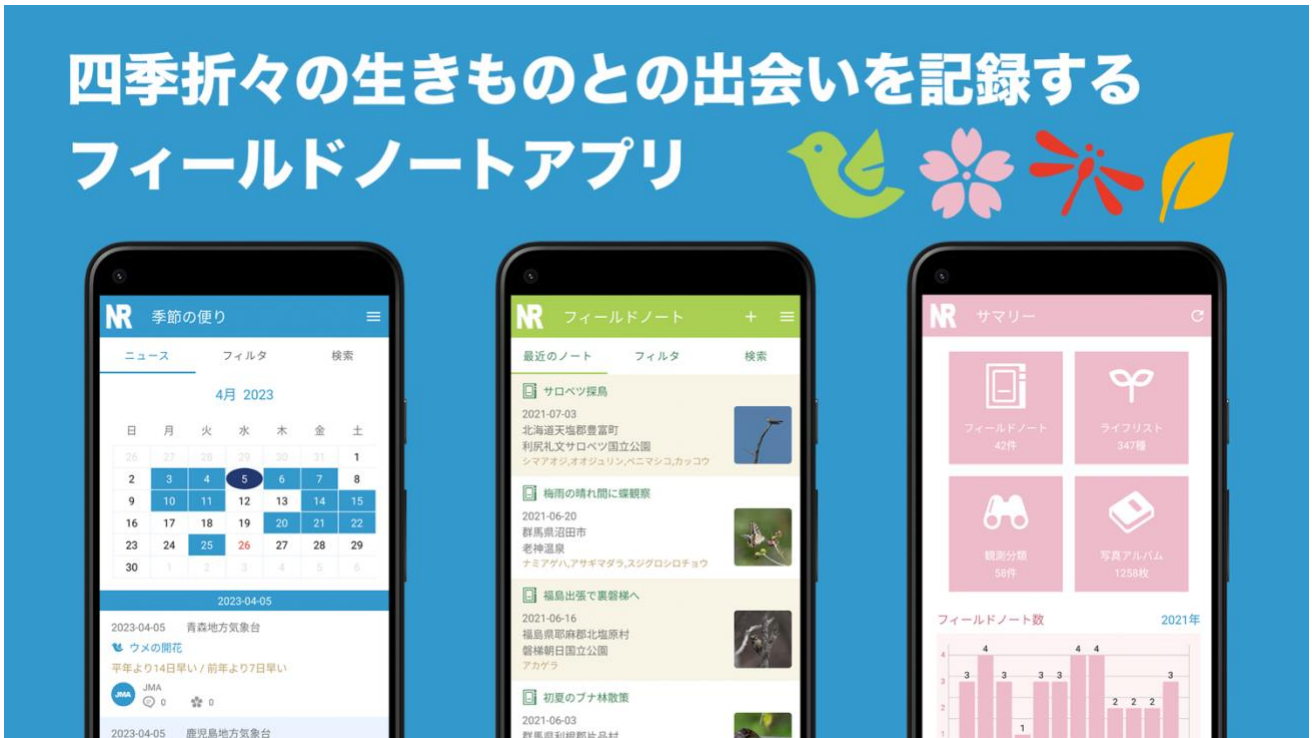 四季折々の生きものとの出会いを記録する
フィールドノートアプリ
NR 季節の便り
ニュース フィルタ 検索
4月 2023
日 月 火 水 木 金 土
26 27 28 29 30 31 1
2 3 4 5 6 7 8
9 10 11 12 13 14 15
16 17 18 19 20 21 22
23 24 25 26 27 28 29
30 1 2 3 4 5 6
2023-04-05
2023-04-05 青森地方気象台
ウメの開花
平年より14日早い / 前年より7日早い
JMA
JMA
0 0
2023-04-05 鹿児島地方気象台
NR フィールドノート +
最近のノート フィルタ 検索
サロベツ探鳥
2021-07-03
北海道天塩郡豊富町
利尻礼文サロベツ国立公園
シマアオジ,オオジュリン,ベニマシコ,カッコウ
梅雨の晴れ間に蝶観察
2021-06-20
群馬県沼田市
老神温泉
ナミアゲハ,アサギマダラ,スジグロシロチョウ
福島出張で裏磐梯へ
2021-06-16
福島県耶麻郡北塩原村
磐梯朝日国立公園
アカゲラ
初夏のブナ林散策
2021-06-03
群馬県利根郡片品村
NR サマリー
フィールドノート
42件
ライフリスト
347種
観測分類
58件
写真アルバム
1258枚
フィールドノート数 2021年
4 3 2 1
3 4 3 1 3 3 4 4 2 2 2 3